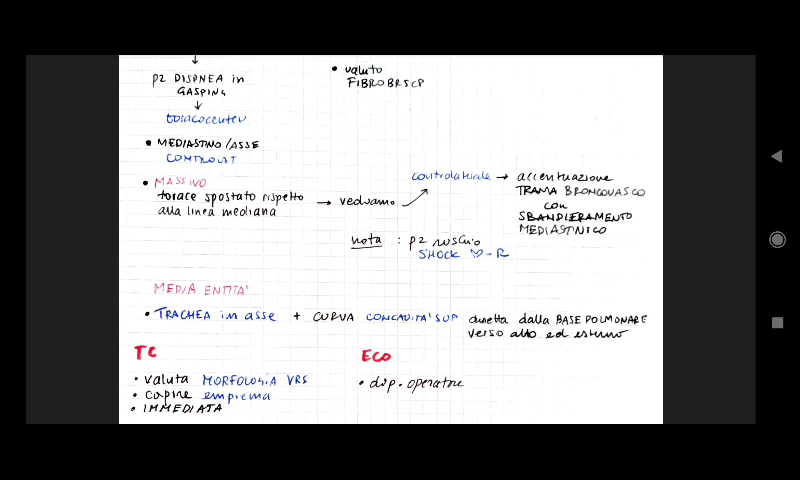 pz DISPNEA in
GASPING
toracocentesi
• valuto
FIBROBRSCP
• MEDIASTINO/ASSE
CONTROLAT
• MASSIVO
torace spostato rispetto
alla linea mediana
→ vediamo
controlaterale → accentuazione
TRAMA BRONCOVASCO
con
SBANDIERAMENTO
MEDIASTINICO
nota : pz rischio
SHOCK ♡-R
MEDIA ENTITA'
• TRACHEA in asse + CURVA CONCAVITA' SUP diretta dalla BASE POLMONARE
verso alto ed esterno
TC
• valuta MORFOLOGIA VRS
• capire empiema
• IMMEDIATA
ECO
• dip. operatore